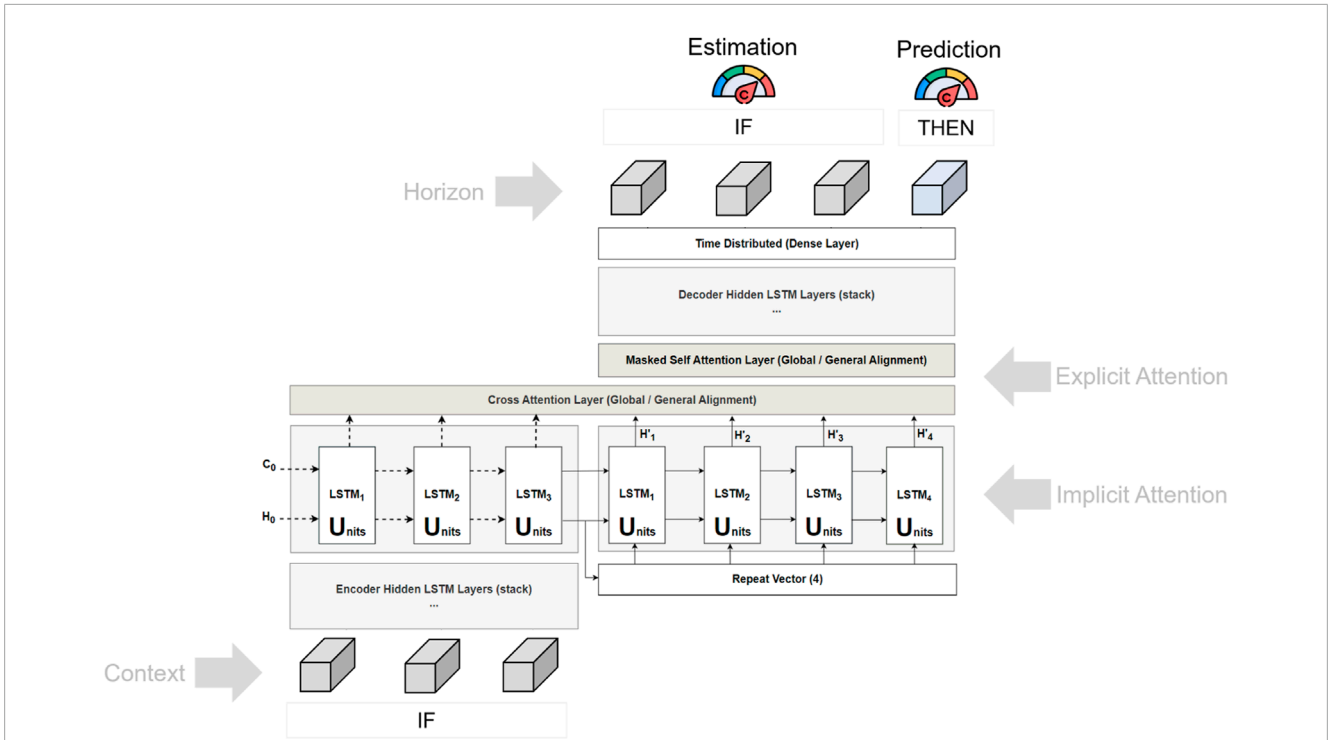 Estimation
Prediction
C
C
IF
THEN
Horizon
Time Distributed (Dense Layer)
Decoder Hidden LSTM Layers (stack)
...
Masked Self Attention Layer (Global / General Alignment)
Explicit Attention
Cross Attention Layer (Global / General Alignment)
H'1
H'2
H'3
H'4
C0
LSTM1
LSTM2
LSTM3
LSTM1
LSTM2
LSTM3
LSTM4
Implicit Attention
H0
Units
Units
Units
Units
Units
Units
Units
Repeat Vector (4)
Encoder Hidden LSTM Layers (stack)
...
Context
IF